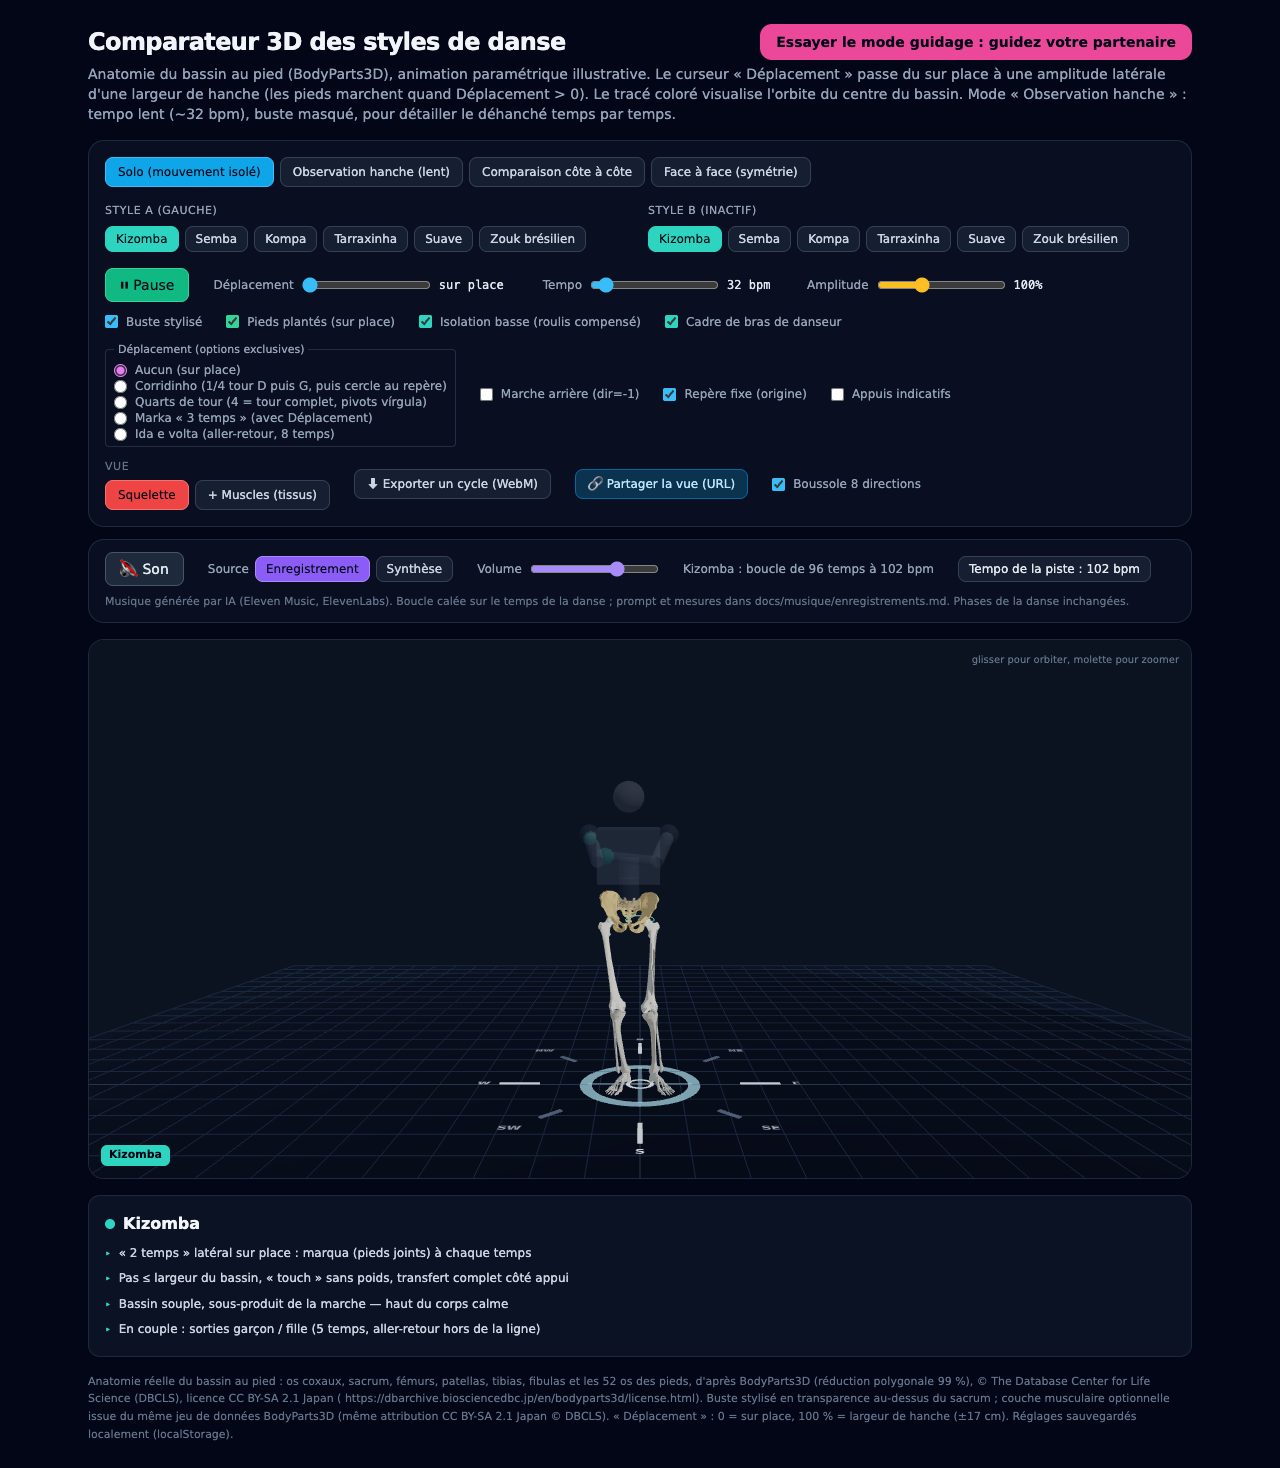 Comparateur 3D des styles de danse
Essayer le mode guidage : guidez votre partenaire
Anatomie du bassin au pied (BodyParts3D), animation paramétrique illustrative. Le curseur « Déplacement » passe du sur place à une amplitude latérale
d'une largeur de hanche (les pieds marchent quand Déplacement > 0). Le tracé coloré visualise l'orbite du centre du bassin. Mode « Observation hanche » :
tempo lent (~32 bpm), buste masqué, pour détailler le déhanché temps par temps.
Solo (mouvement isolé)
Observation hanche (lent)
Comparaison côte à côte
Face à face (symétrie)
STYLE A (GAUCHE)
Kizomba
Semba
Kompa
Tarraxinha
Suave
Zouk brésilien
STYLE B (INACTIF)
Kizomba
Semba
Kompa
Tarraxinha
Suave
Zouk brésilien
⏸ Pause
Déplacement
sur place
Tempo
32 bpm
Amplitude
100%
Buste stylisé
Pieds plantés (sur place)
Isolation basse (roulis compensé)
Cadre de bras de danseur
Déplacement (options exclusives)
Aucun (sur place)
Corridinho (1/4 tour D puis G, puis cercle au repère)
Quarts de tour (4 = tour complet, pivots vírgula)
Marka « 3 temps » (avec Déplacement)
Ida e volta (aller-retour, 8 temps)
Marche arrière (dir=-1)
Repère fixe (origine)
Appuis indicatifs
VUE
Squelette
+ Muscles (tissus)
⬇ Exporter un cycle (WebM)
🔗 Partager la vue (URL)
Boussole 8 directions
🔇 Son
Source
Enregistrement
Synthèse
Volume
Kizomba : boucle de 96 temps à 102 bpm
Tempo de la piste : 102 bpm
Musique générée par IA (Eleven Music, ElevenLabs). Boucle calée sur le temps de la danse ; prompt et mesures dans docs/musique/enregistrements.md. Phases de la danse inchangées.
glisser pour orbiter, molette pour zoomer
NW
NE
W
E
SW
SE
S
Kizomba
Kizomba
▸ « 2 temps » latéral sur place : marqua (pieds joints) à chaque temps
▸ Pas ≤ largeur du bassin, « touch » sans poids, transfert complet côté appui
▸ Bassin souple, sous-produit de la marche — haut du corps calme
▸ En couple : sorties garçon / fille (5 temps, aller-retour hors de la ligne)
Anatomie réelle du bassin au pied : os coxaux, sacrum, fémurs, patellas, tibias, fibulas et les 52 os des pieds, d'après BodyParts3D (réduction polygonale 99 %), © The Database Center for Life
Science (DBCLS), licence CC BY-SA 2.1 Japan ( https://dbarchive.biosciencedbc.jp/en/bodyparts3d/license.html). Buste stylisé en transparence au-dessus du sacrum ; couche musculaire optionnelle
issue du même jeu de données BodyParts3D (même attribution CC BY-SA 2.1 Japan © DBCLS). « Déplacement » : 0 = sur place, 100 % = largeur de hanche (±17 cm). Réglages sauvegardés
localement (localStorage).